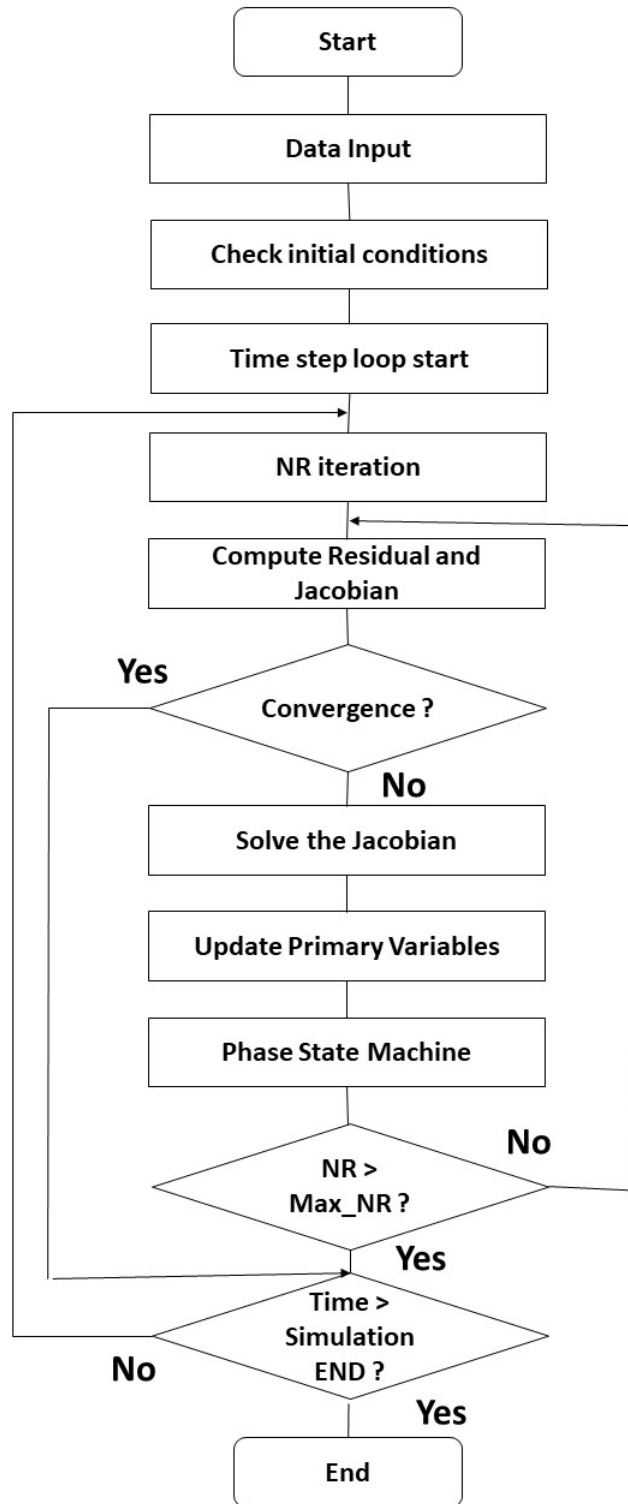 Start
Data Input
Check initial conditions
Time step loop start
NR iteration
Compute Residual and
Jacobian
Yes
Convergence ?
No
Solve the Jacobian
Update Primary Variables
Phase State Machine
No
NR >
Max_NR ?
Yes
Time >
Simulation
END ?
No
Yes
End